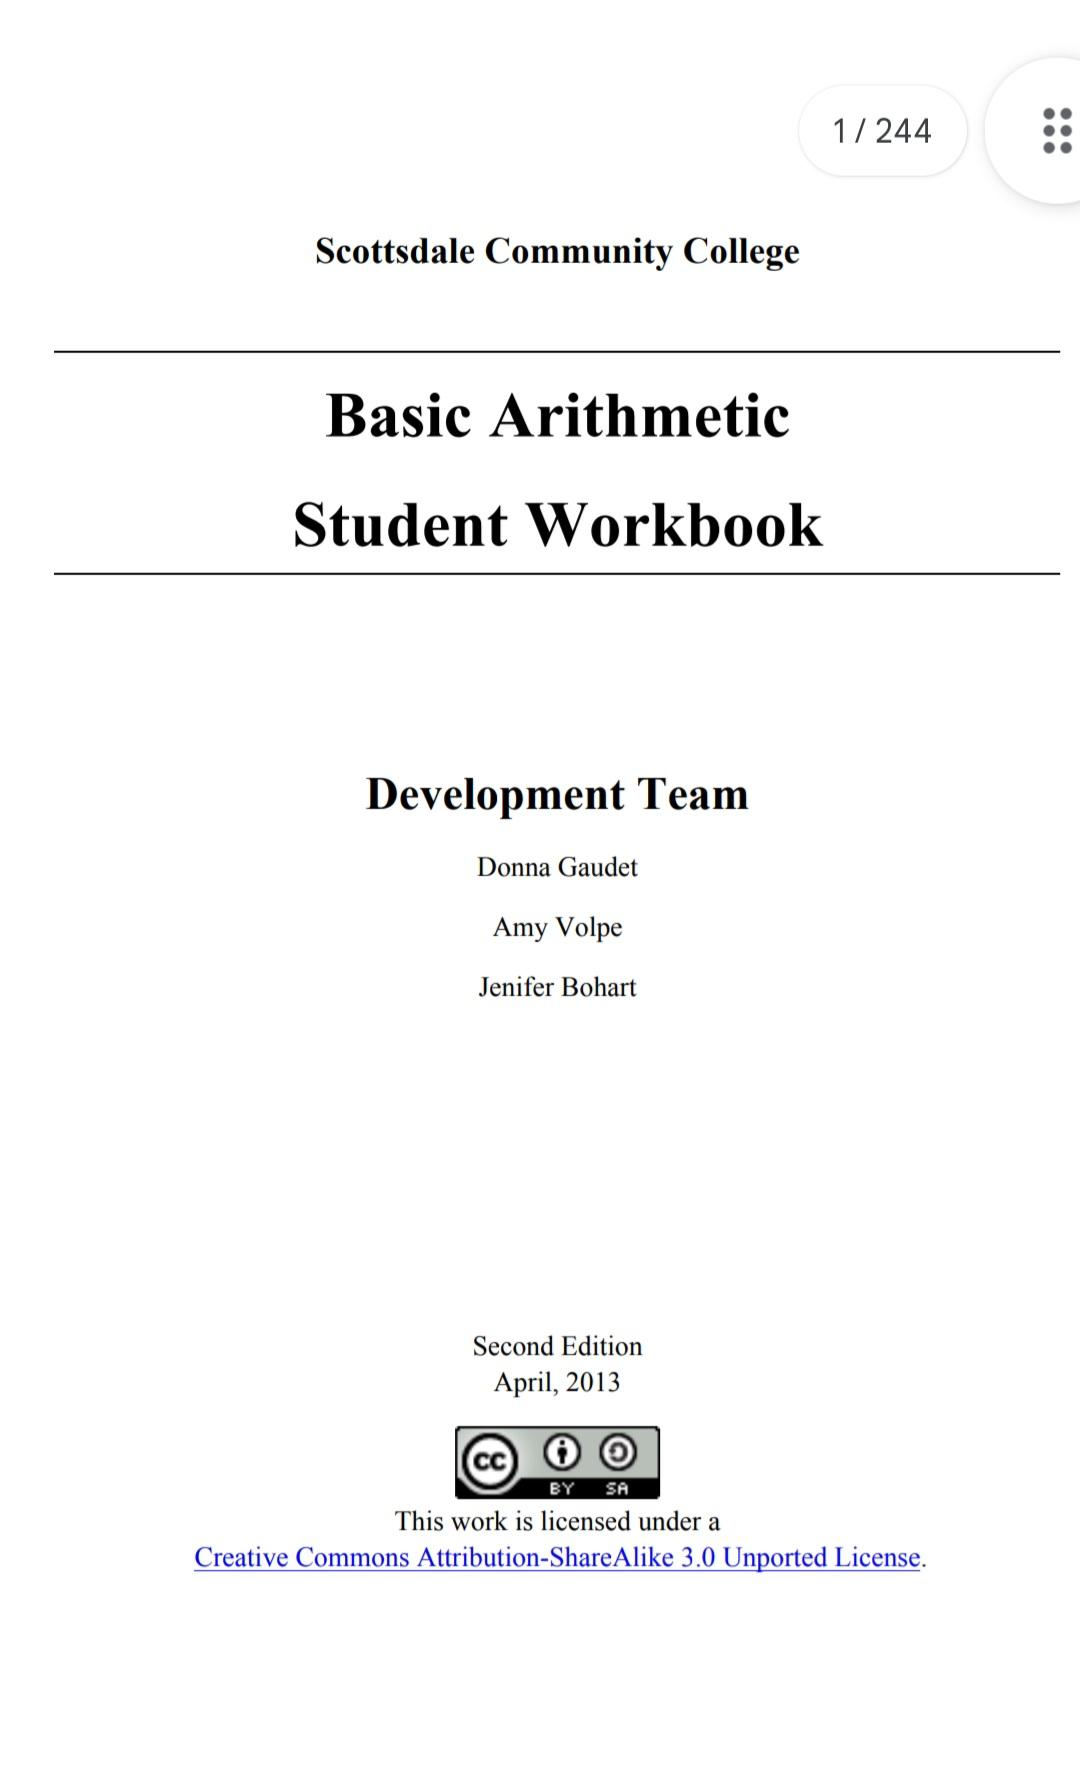 1 / 244
Scottsdale Community College
Basic Arithmetic
Student Workbook
Development Team
Donna Gaudet
Amy Volpe
Jenifer Bohart
Second Edition
April, 2013
cc BY SA
This work is licensed under a
Creative Commons Attribution-ShareAlike 3.0 Unported License.